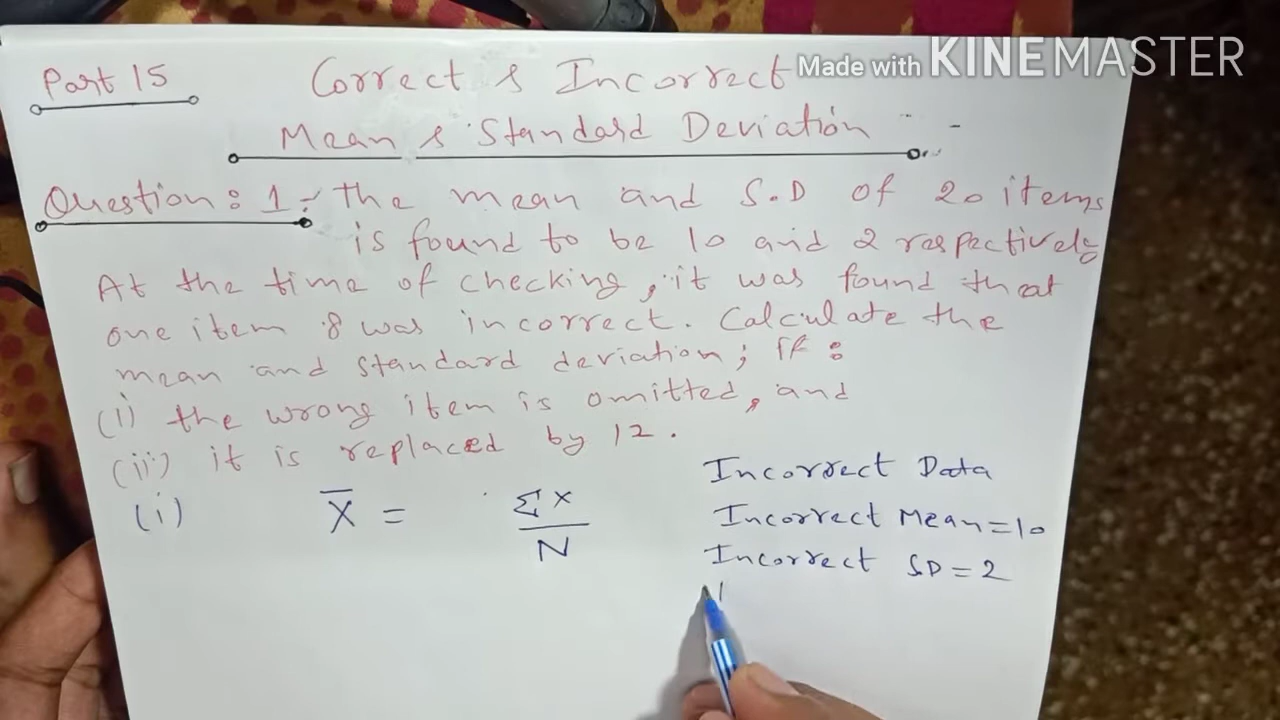 Made with KINEMASTER
Part 15
Correct & Incorrect
Mean & Standard Deviation
Question: 1:- The mean and S.D of 20 items
is found to be 10 and 2 respectively
At the time of checking, it was found that
one item 8 was incorrect. Calculate the
mean and standard deviation; if :
(i) the wrong item is omitted, and
(ii) it is replaced by 12.
(i) X̅ = ΣX
N
Incorrect Data
Incorrect Mean = 10
Incorrect SD = 2